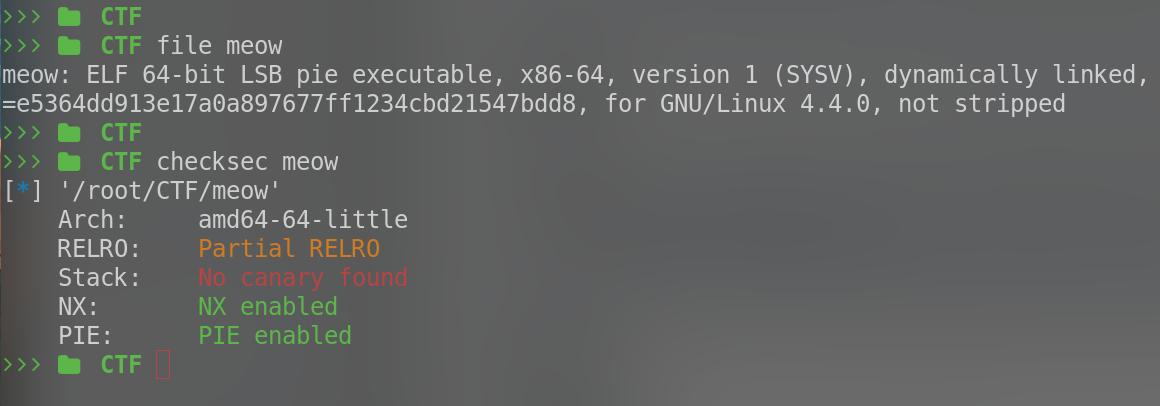 >>> CTF
>>> CTF file meow
meow: ELF 64-bit LSB pie executable, x86-64, version 1 (SYSV), dynamically linked,
=e5364dd913e17a0a897677ff1234cbd21547bdd8, for GNU/Linux 4.4.0, not stripped
>>> CTF
>>> CTF checksec meow
[*] '/root/CTF/meow'
Arch: amd64-64-little
RELRO: Partial RELRO
Stack: No canary found
NX: NX enabled
PIE: PIE enabled
>>> CTF